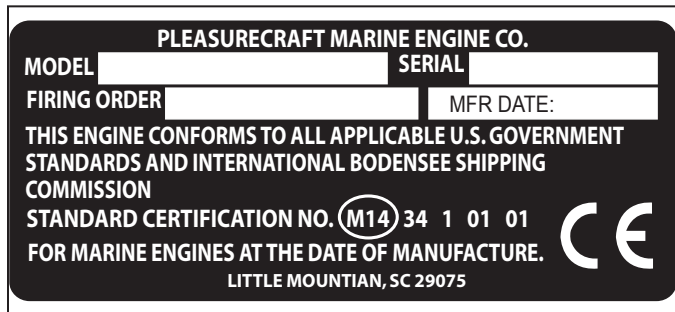 PLEASURECRAFT MARINE ENGINE CO.
MODEL SERIAL
FIRING ORDER MFR DATE:
THIS ENGINE CONFORMS TO ALL APPLICABLE U.S. GOVERNMENT
STANDARDS AND INTERNATIONAL BODENSEE SHIPPING
COMMISSION
STANDARD CERTIFICATION NO. M14 34 1 01 01
FOR MARINE ENGINES AT THE DATE OF MANUFACTURE.
CE
LITTLE MOUNTIAN, SC 29075